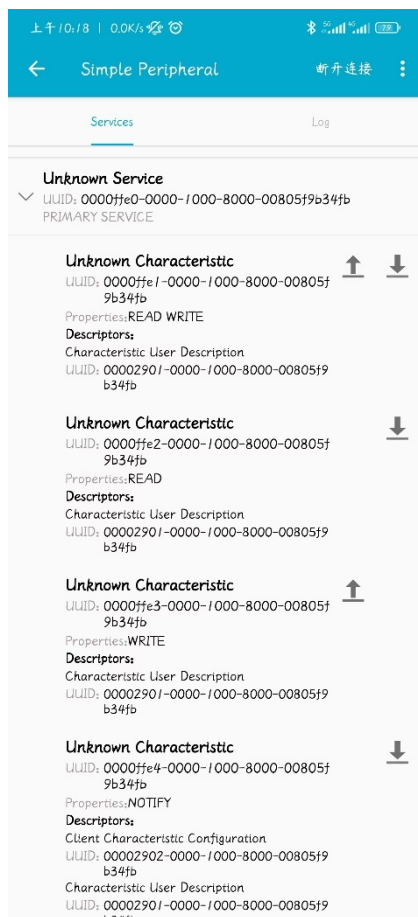 上午10:18 | 0.0K/s
5G 4G 79
Simple Peripheral 断开连接
Services Log
Unknown Service
UUID: 0000ffe0-0000-1000-8000-00805f9b34fb
PRIMARY SERVICE
Unknown Characteristic
UUID: 0000ffe1-0000-1000-8000-00805f
9b34fb
Properties:READ WRITE
Descriptors:
Characteristic User Description
UUID: 00002901-0000-1000-8000-00805f9
b34fb
Unknown Characteristic
UUID: 0000ffe2-0000-1000-8000-00805f
9b34fb
Properties:READ
Descriptors:
Characteristic User Description
UUID: 00002901-0000-1000-8000-00805f9
b34fb
Unknown Characteristic
UUID: 0000ffe3-0000-1000-8000-00805f
9b34fb
Properties:WRITE
Descriptors:
Characteristic User Description
UUID: 00002901-0000-1000-8000-00805f9
b34fb
Unknown Characteristic
UUID: 0000ffe4-0000-1000-8000-00805f
9b34fb
Properties:NOTIFY
Descriptors:
Client Characteristic Configuration
UUID: 00002902-0000-1000-8000-00805f9
b34fb
Characteristic User Description
UUID: 00002901-0000-1000-8000-00805f9